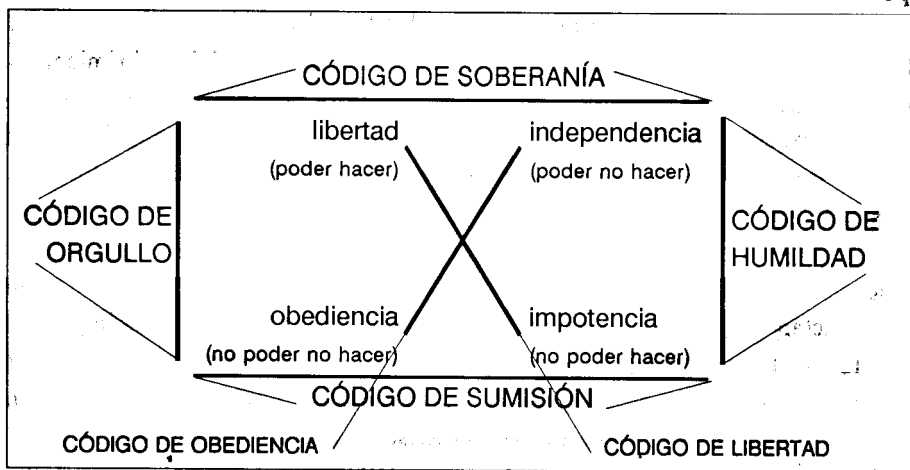 CÓDIGO DE SOBERANÍA
libertad independencia
(poder hacer) (poder no hacer)
CÓDIGO DE
ORGULLO
CÓDIGO DE
HUMILDAD
obediencia impotencia
(no poder no hacer) (no poder hacer)
CÓDIGO DE SUMISIÓN
CÓDIGO DE OBEDIENCIA CÓDIGO DE LIBERTAD